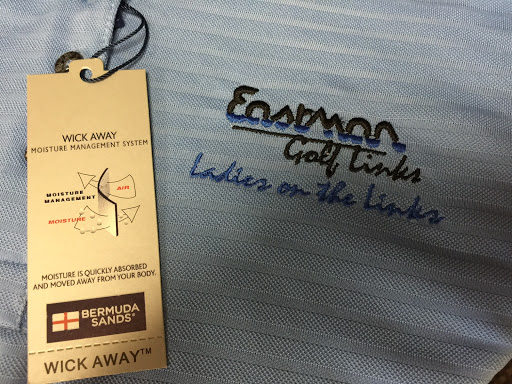 WICK AWAY
MOISTURE MANAGEMENT SYSTEM
MOISTURE
MANAGEMENT
AIR
MOISTURE
MOISTURE IS QUICKLY ABSORBED
AND MOVED AWAY FROM YOUR BODY.
BERMUDA
SANDS®
WICK AWAY™
Eastman
Golf Links
Ladies on the Links